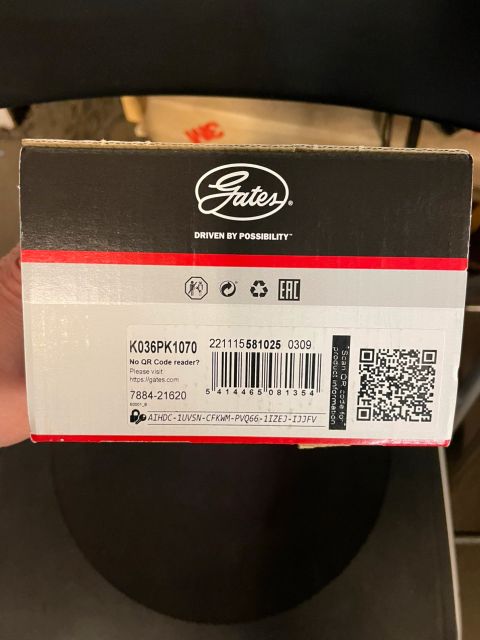 3M
Gates®
DRIVEN BY POSSIBILITY™
EAC
K036PK1070
221115581025 0309
No QR Code reader?
Please visit
https://gates.com
7884-21620
5 414465 081354
AIHDC-1UVSN-CFKWM-PVQ66-1IZEJ-IJJFV
"Scan QR code for
product information"